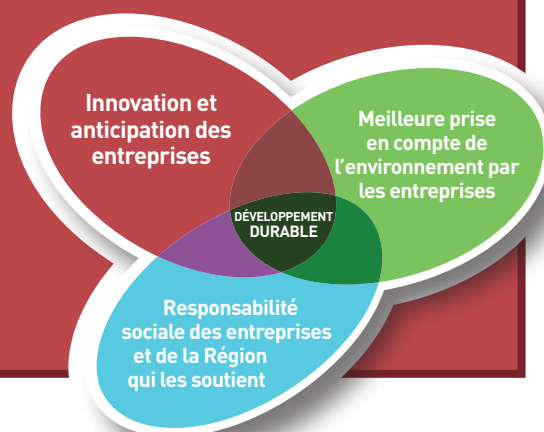 Innovation et
anticipation des
entreprises
Meilleure prise
en compte de
l'environnement par
les entreprises
DÉVELOPPEMENT
DURABLE
Responsabilité
sociale des entreprises
et de la Région
qui les soutient